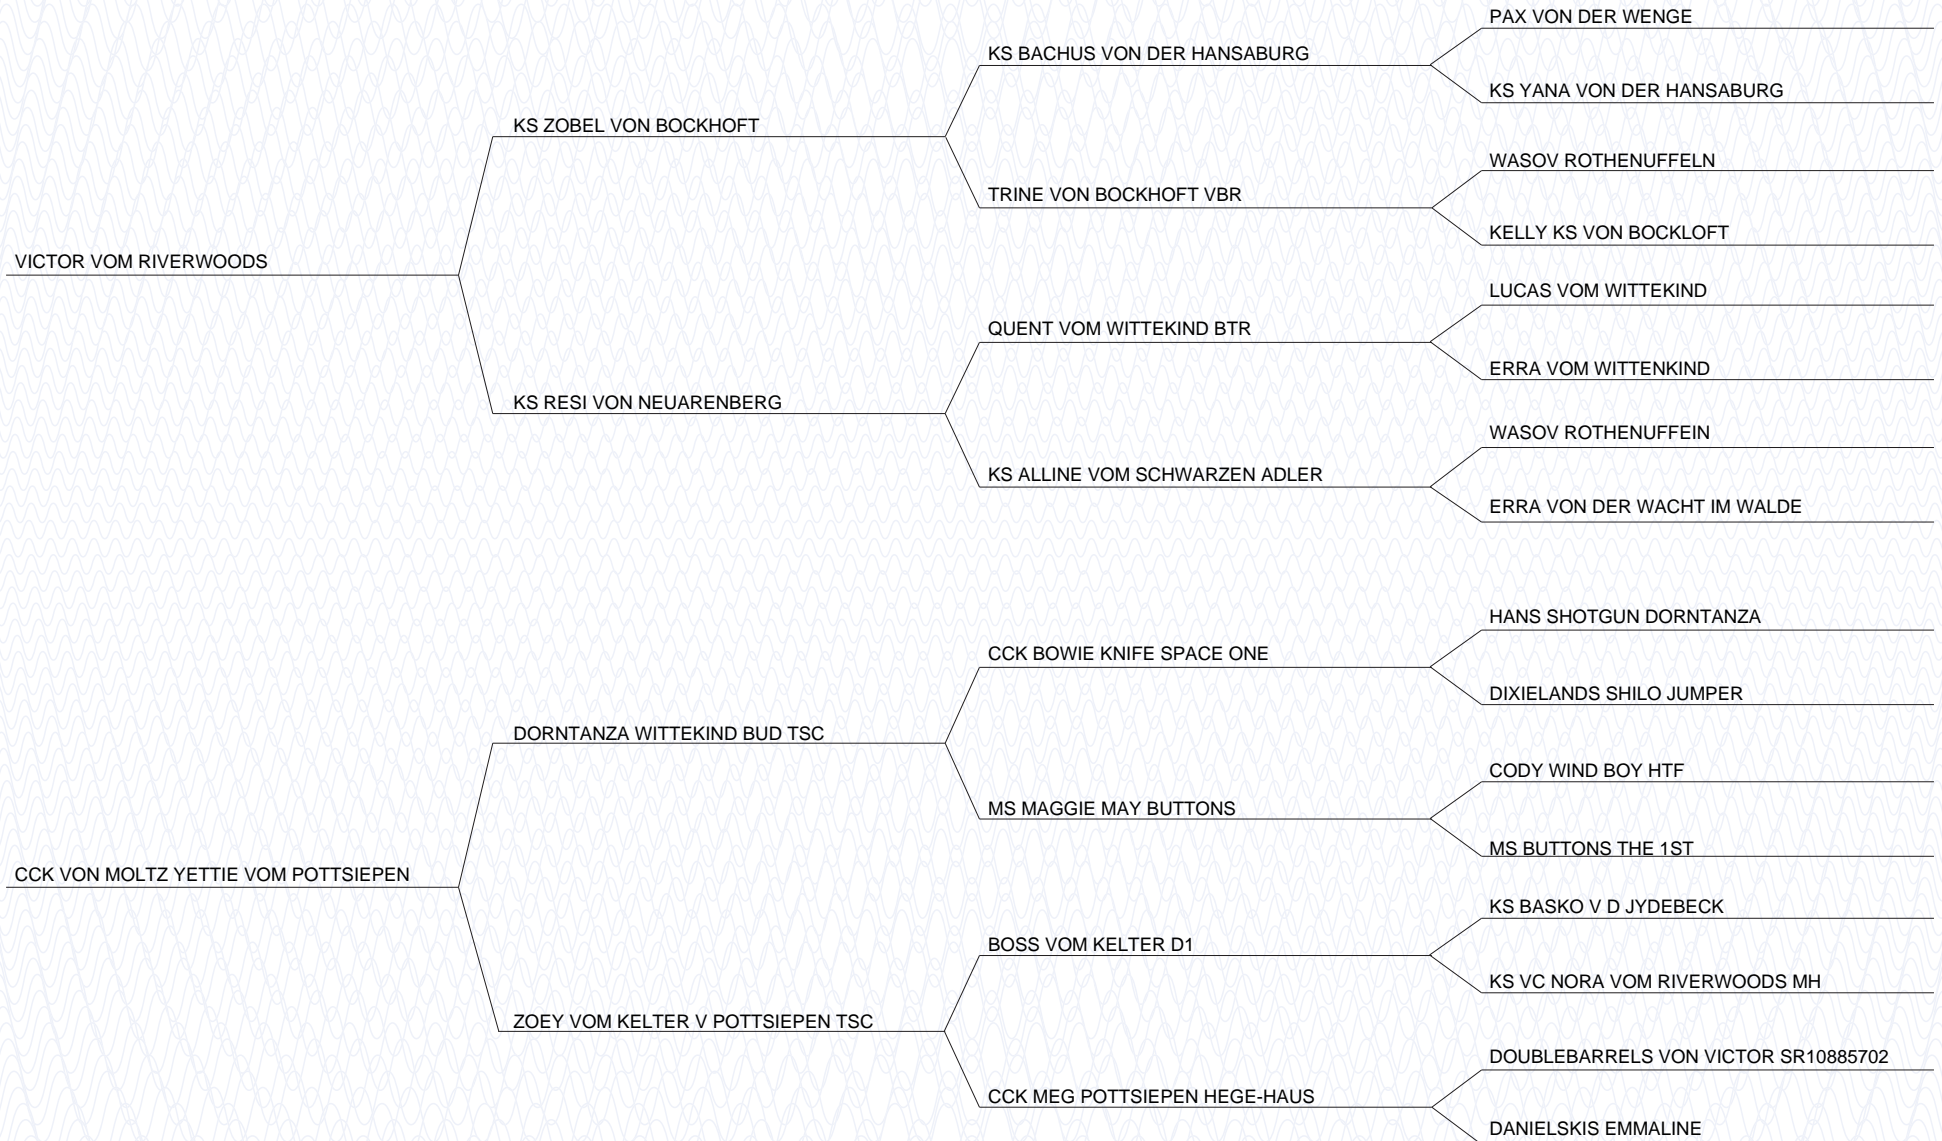 PAX VON DER WENGE
KS BACHUS VON DER HANSABURG
KS YANA VON DER HANSABURG
KS ZOBEL VON BOCKHOFT
WASOV ROTHENUFFELN
TRINE VON BOCKHOFT VBR
KELLY KS VON BOCKLOFT
VICTOR VOM RIVERWOODS
LUCAS VOM WITTEKIND
QUENT VOM WITTEKIND BTR
ERRA VOM WITTENKIND
KS RESI VON NEUARENBERG
WASOV ROTHENUFFEIN
KS ALLINE VOM SCHWARZEN ADLER
ERRA VON DER WACHT IM WALDE
HANS SHOTGUN DORNTANZA
CCK BOWIE KNIFE SPACE ONE
DIXIELANDS SHILO JUMPER
DORNTANZA WITTEKIND BUD TSC
CODY WIND BOY HTF
MS MAGGIE MAY BUTTONS
MS BUTTONS THE 1ST
CCK VON MOLTZ YETTIE VOM POTTSIEPEN
KS BASKO V D JYDEBECK
BOSS VOM KELTER D1
KS VC NORA VOM RIVERWOODS MH
ZOEY VOM KELTER V POTTSIEPEN TSC
DOUBLEBARRELS VON VICTOR SR10885702
CCK MEG POTTSIEPEN HEGE-HAUS
DANIELSKIS EMMALINE